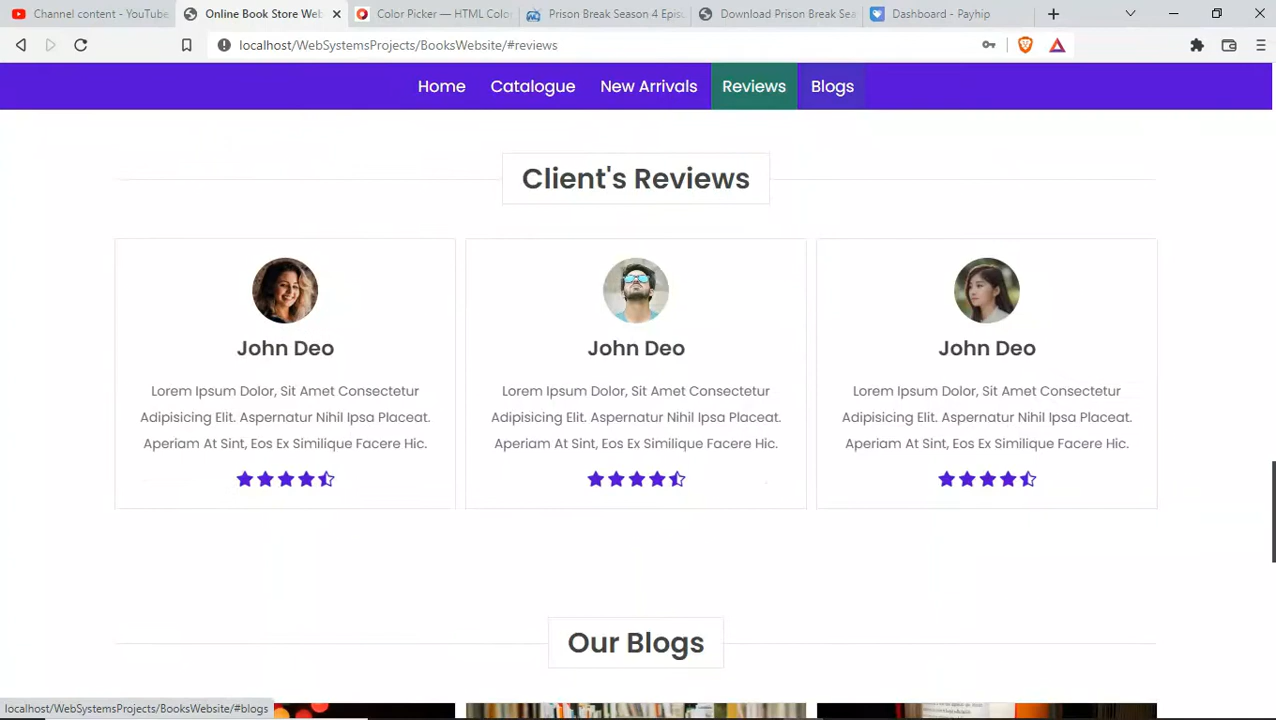 Channel content - YouTube
Online Book Store Web
Color Picker — HTML Color
Prison Break Season 4 Episo
Download Prison Break Sea
Dashboard - Payhip
localhost/WebSystemsProjects/BooksWebsite/#reviews
Home Catalogue New Arrivals Reviews Blogs
Client's Reviews
John Deo
Lorem Ipsum Dolor, Sit Amet Consectetur
Adipisicing Elit. Aspernatur Nihil Ipsa Placeat.
Aperiam At Sint, Eos Ex Similique Facere Hic.
John Deo
Lorem Ipsum Dolor, Sit Amet Consectetur
Adipisicing Elit. Aspernatur Nihil Ipsa Placeat.
Aperiam At Sint, Eos Ex Similique Facere Hic.
John Deo
Lorem Ipsum Dolor, Sit Amet Consectetur
Adipisicing Elit. Aspernatur Nihil Ipsa Placeat.
Aperiam At Sint, Eos Ex Similique Facere Hic.
Our Blogs
localhost/WebSystemsProjects/BooksWebsite/#blogs